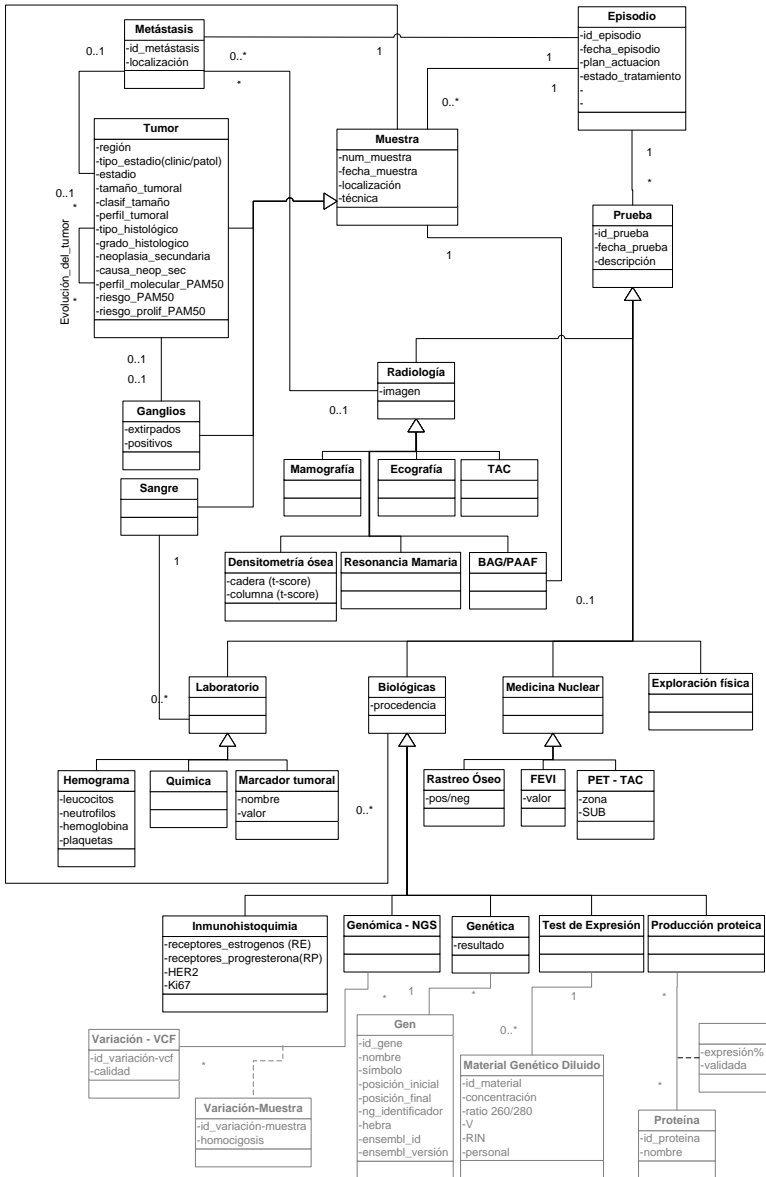 Metástasis
-id_metástasis
-localización
Episodio
-id_episodio
-fecha_episodio
-plan_actuacion
-estado_tratamiento
-
-
0..1
0..*
1
*
1
1
0..*
Tumor
-región
-tipo_estadio(clinic/patol)
-estadio
-tamaño_tumoral
-clasif_tamaño
-perfil_tumoral
-tipo_histológico
-grado_histologico
-neoplasia_secundaria
-causa_neop_sec
-perfil_molecular_PAM50
-riesgo_PAM50
-riesgo_prolif_PAM50
Muestra
-num_muestra
-fecha_muestra
-localización
-técnica
1
*
0..1
*
Evolución_del_tumor
*
Prueba
-id_prueba
-fecha_prueba
-descripción
1
0..1
0..1
Radiología
-imagen
0..1
Ganglios
-extirpados
-positivos
Mamografía
Ecografía
TAC
Sangre
1
Densitometría ósea
-cadera (t-score)
-columna (t-score)
Resonancia Mamaria
BAG/PAAF
0..1
0..*
Laboratorio
Biológicas
-procedencia
Medicina Nuclear
Exploración física
Hemograma
-leucocitos
-neutrofilos
-hemoglobina
-plaquetas
Quimica
Marcador tumoral
-nombre
-valor
0..*
Rastreo Óseo
-pos/neg
FEVI
-valor
PET - TAC
-zona
-SUB
Inmunohistoquimia
-receptores_estrogenos (RE)
-receptores_progresterona(RP)
-HER2
-Ki67
Genómica - NGS
Genética
-resultado
Test de Expresión
Producción proteica
*
1
*
1
*
Variación - VCF
-id_variación-vcf
-calidad
*
Gen
-id_gene
-nombre
-símbolo
-posición_inicial
-posición_final
-ng_identificador
-hebra
-ensembl_id
-ensembl_versión
0..*
Material Genético Diluido
-id_material
-concentración
-ratio 260/280
-V
-RIN
-personal
-expresión%
-validada
Variación-Muestra
-id_variación-muestra
-homocigosis
*
Proteína
-id_proteina
-nombre